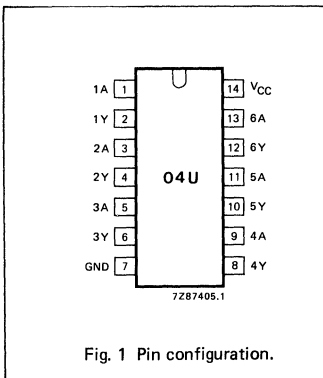 1A 1 14 VCC
1Y 2 13 6A
2A 3 12 6Y
2Y 4 04U 11 5A
3A 5 10 5Y
3Y 6 9 4A
GND 7 8 4Y
7Z87405.1
Fig. 1 Pin configuration.